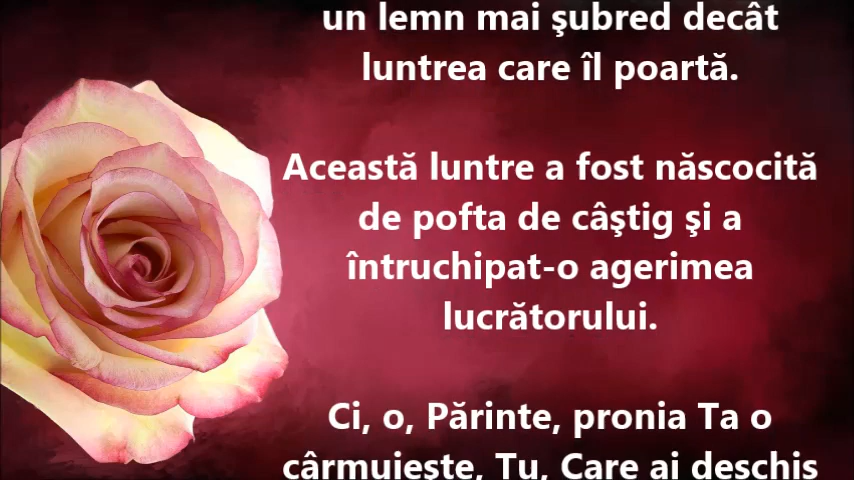 un lemn mai şubred decât
luntrea care îl poartă.
Această luntre a fost născocită
de pofta de câştig şi a
întruchipat-o agerimea
lucrătorului.
Ci, o, Părinte, pronia Ta o
cârmuieşte, Tu, Care ai deschis